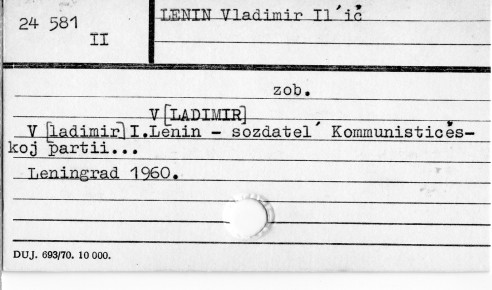 24 581
II
LENIN Vladimir Il´ič
zob.
V [LADIMIR]
V [ladimir] I.Lenin - sozdatel´ Kommunističes-
koj partii...
Leningrad 1960.
DUJ. 693/70. 10 000.